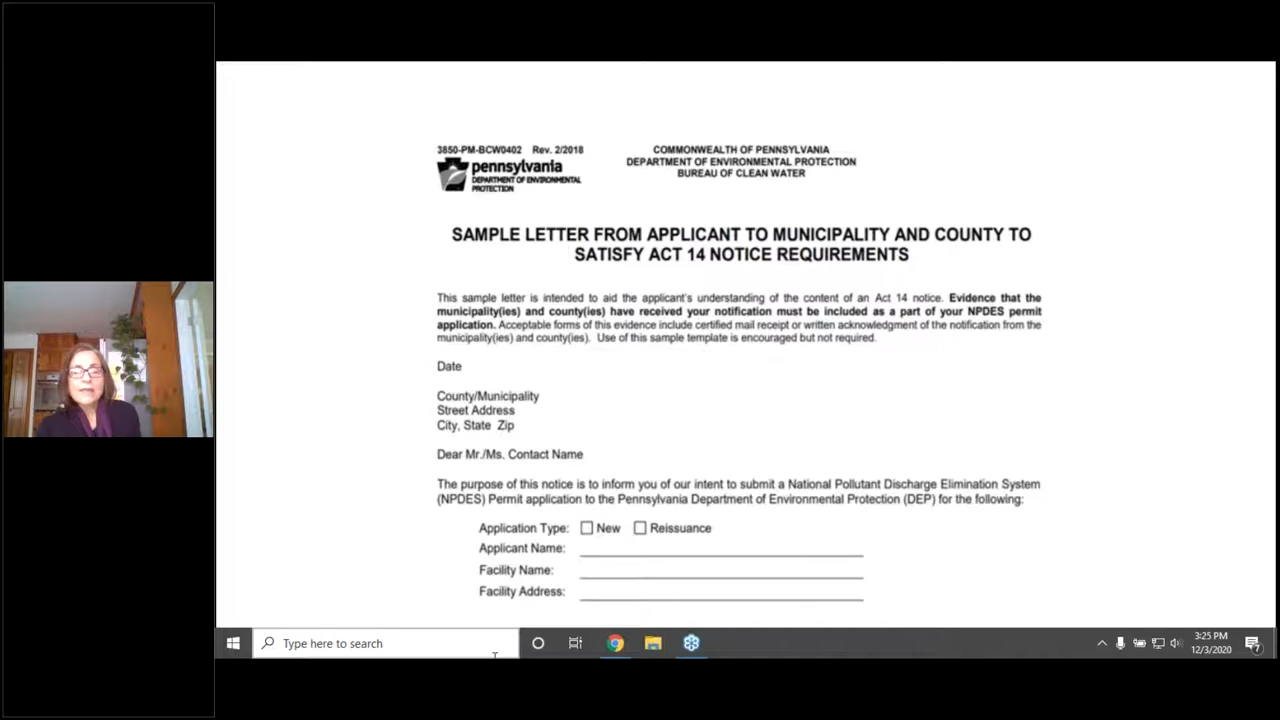 3850-PM-BCW0402 Rev. 2/2018
pennsylvania
DEPARTMENT OF ENVIRONMENTAL
PROTECTION
COMMONWEALTH OF PENNSYLVANIA
DEPARTMENT OF ENVIRONMENTAL PROTECTION
BUREAU OF CLEAN WATER
SAMPLE LETTER FROM APPLICANT TO MUNICIPALITY AND COUNTY TO
SATISFY ACT 14 NOTICE REQUIREMENTS
This sample letter is intended to aid the applicant's understanding of the content of an Act 14 notice. Evidence that the
municipality(ies) and county(ies) have received your notification must be included as a part of your NPDES permit
application. Acceptable forms of this evidence include certified mail receipt or written acknowledgment of the notification from the
municipality(ies) and county(ies). Use of this sample template is encouraged but not required.
Date
County/Municipality
Street Address
City, State Zip
Dear Mr./Ms. Contact Name
The purpose of this notice is to inform you of our intent to submit a National Pollutant Discharge Elimination System
(NPDES) Permit application to the Pennsylvania Department of Environmental Protection (DEP) for the following:
Application Type: New Reissuance
Applicant Name:
Facility Name:
Facility Address:
Type here to search
3:25 PM
12/3/2020
7